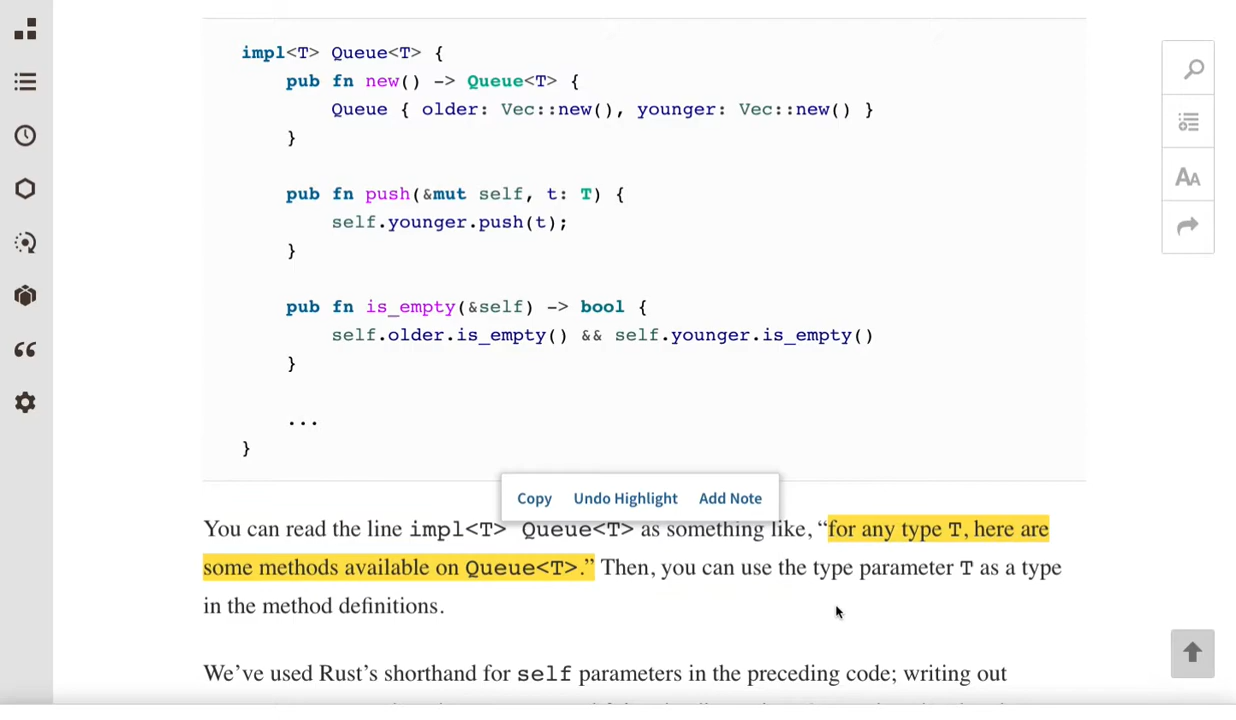 impl<T> Queue<T> {
    pub fn new() -> Queue<T> {
        Queue { older: Vec::new(), younger: Vec::new() }
    }

    pub fn push(&mut self, t: T) {
        self.younger.push(t);
    }

    pub fn is_empty(&self) -> bool {
        self.older.is_empty() && self.younger.is_empty()
    }

    ...
}
Copy Undo Highlight Add Note
You can read the line impl<T> Queue<T> as something like, “for any type T, here are
some methods available on Queue<T>.” Then, you can use the type parameter T as a type
in the method definitions.
We’ve used Rust’s shorthand for self parameters in the preceding code; writing out
AA